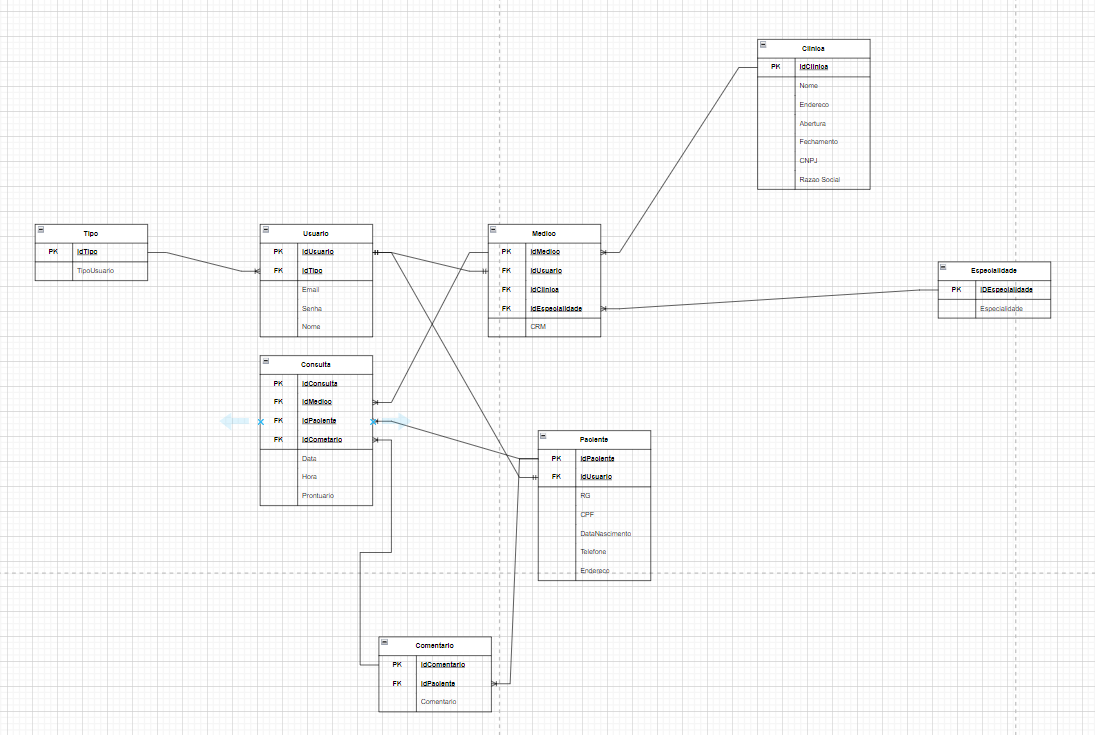 Clinica
PK IdClinica
Nome
Endereco
Abertura
Fechamento
CNPJ
Razao Social
Tipo
PK IdTipo
TipoUsuario
Usuario
PK IdUsuario
FK IdTipo
Email
Senha
Nome
Medico
PK IdMedico
FK IdUsuario
FK IdClinica
FK IdEspecialidade
CRM
Especialidade
PK IDEspecialidade
Especialidade
Consulta
PK IdConsulta
FK IdMedico
FK IdPaciente
FK IdCometario
Data
Hora
Prontuario
Paciente
PK IdPaciente
FK IdUsuario
RG
CPF
DataNascimento
Telefone
Endereco
Comentario
PK IdComentario
FK IdPaciente
Comentario